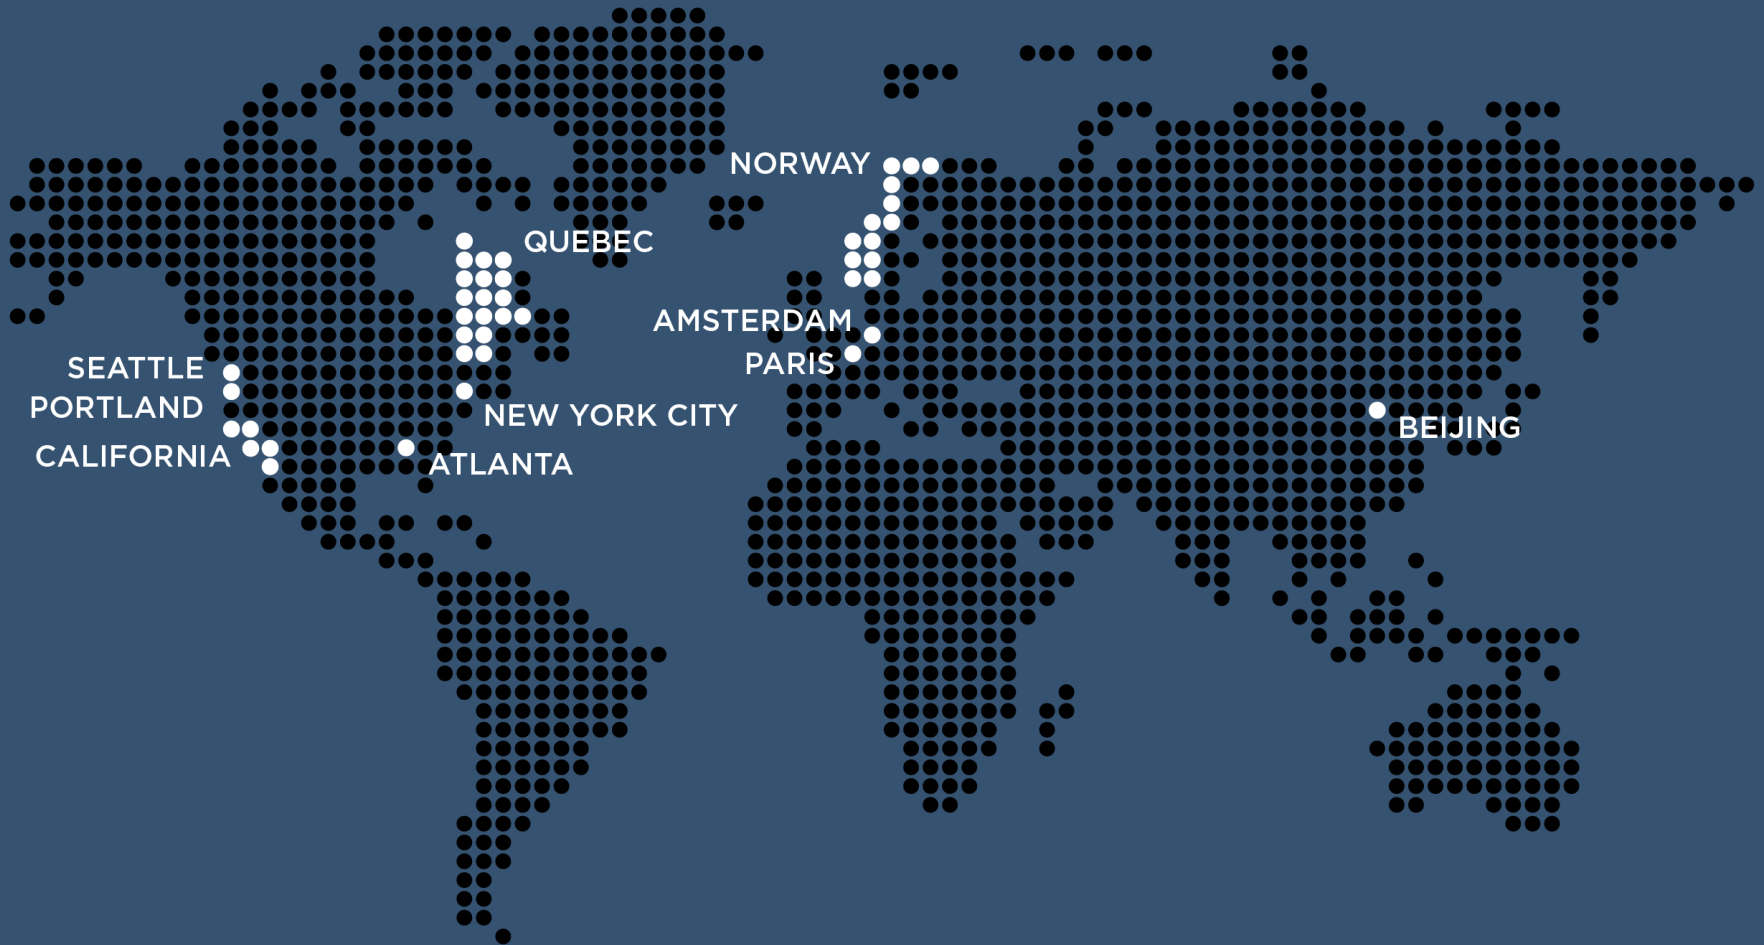 NORWAY
QUEBEC
AMSTERDAM
PARIS
SEATTLE
PORTLAND
NEW YORK CITY
BEIJING
CALIFORNIA
ATLANTA